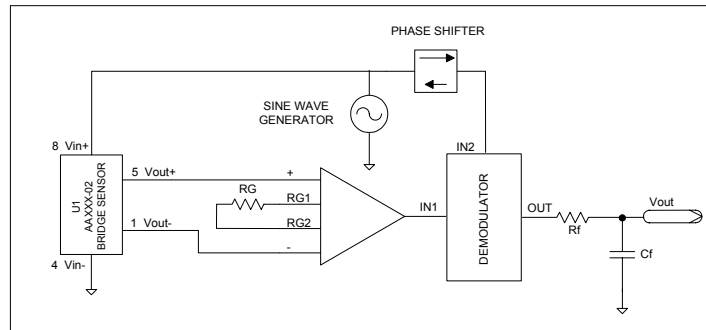 PHASE SHIFTER
SINE WAVE
GENERATOR
IN2
8 Vin+
U1
AAXXX-02
BRIDGE SENSOR
5 Vout+
1 Vout-
4 Vin-
+
RG
RG1
RG2
-
IN1
DEMODULATOR
OUT
Rf
Vout
Cf